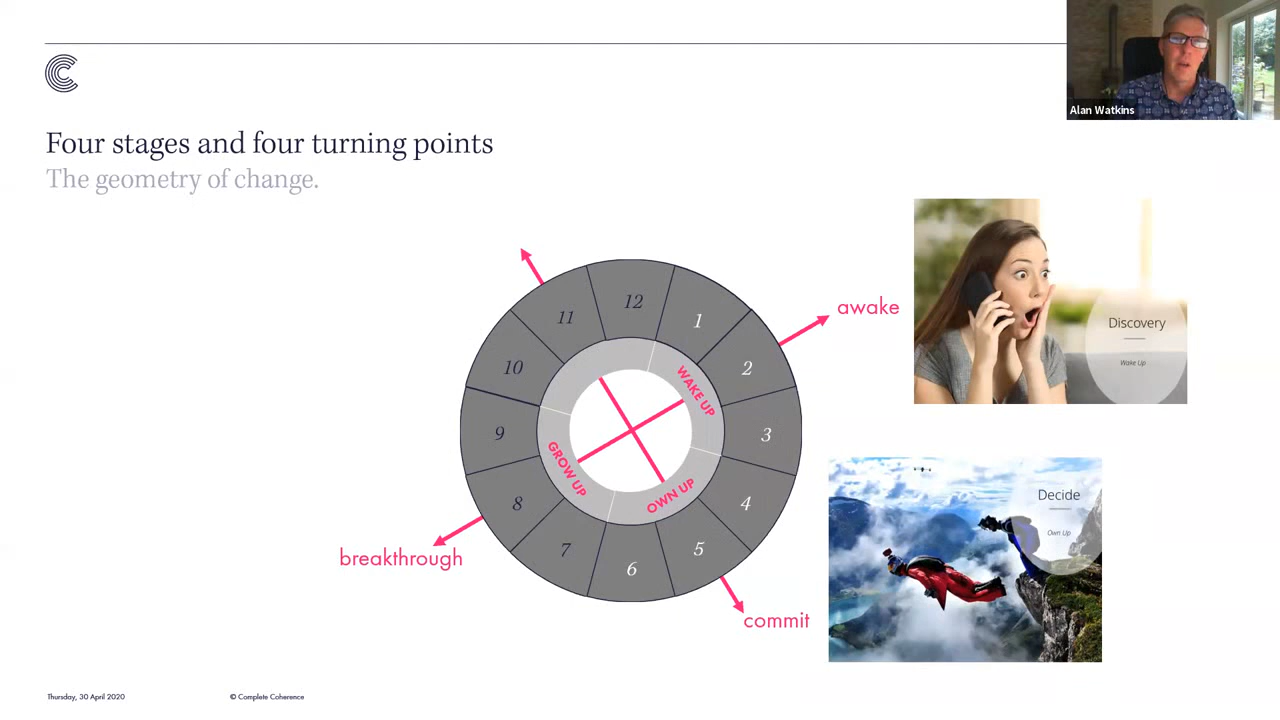 Alan Watkins
Four stages and four turning points
The geometry of change.
awake
Discovery
Wake Up
12
1
2
3
4
5
6
7
8
9
10
11
WAKE UP
OWN UP
GROW UP
breakthrough
commit
Decide
Own Up
Thursday, 30 April 2020
© Complete Coherence